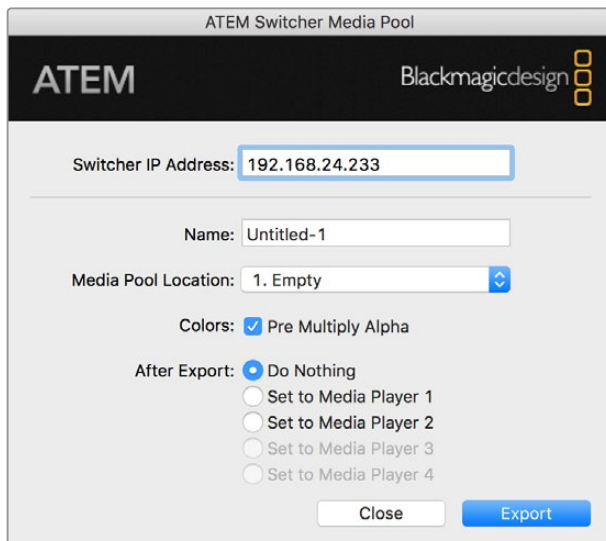 ATEM Switcher Media Pool
ATEM
Blackmagicdesign
Switcher IP Address: 192.168.24.233
Name: Untitled-1
Media Pool Location: 1. Empty
Colors: Pre Multiply Alpha
After Export: Do Nothing
Set to Media Player 1
Set to Media Player 2
Set to Media Player 3
Set to Media Player 4
Close Export